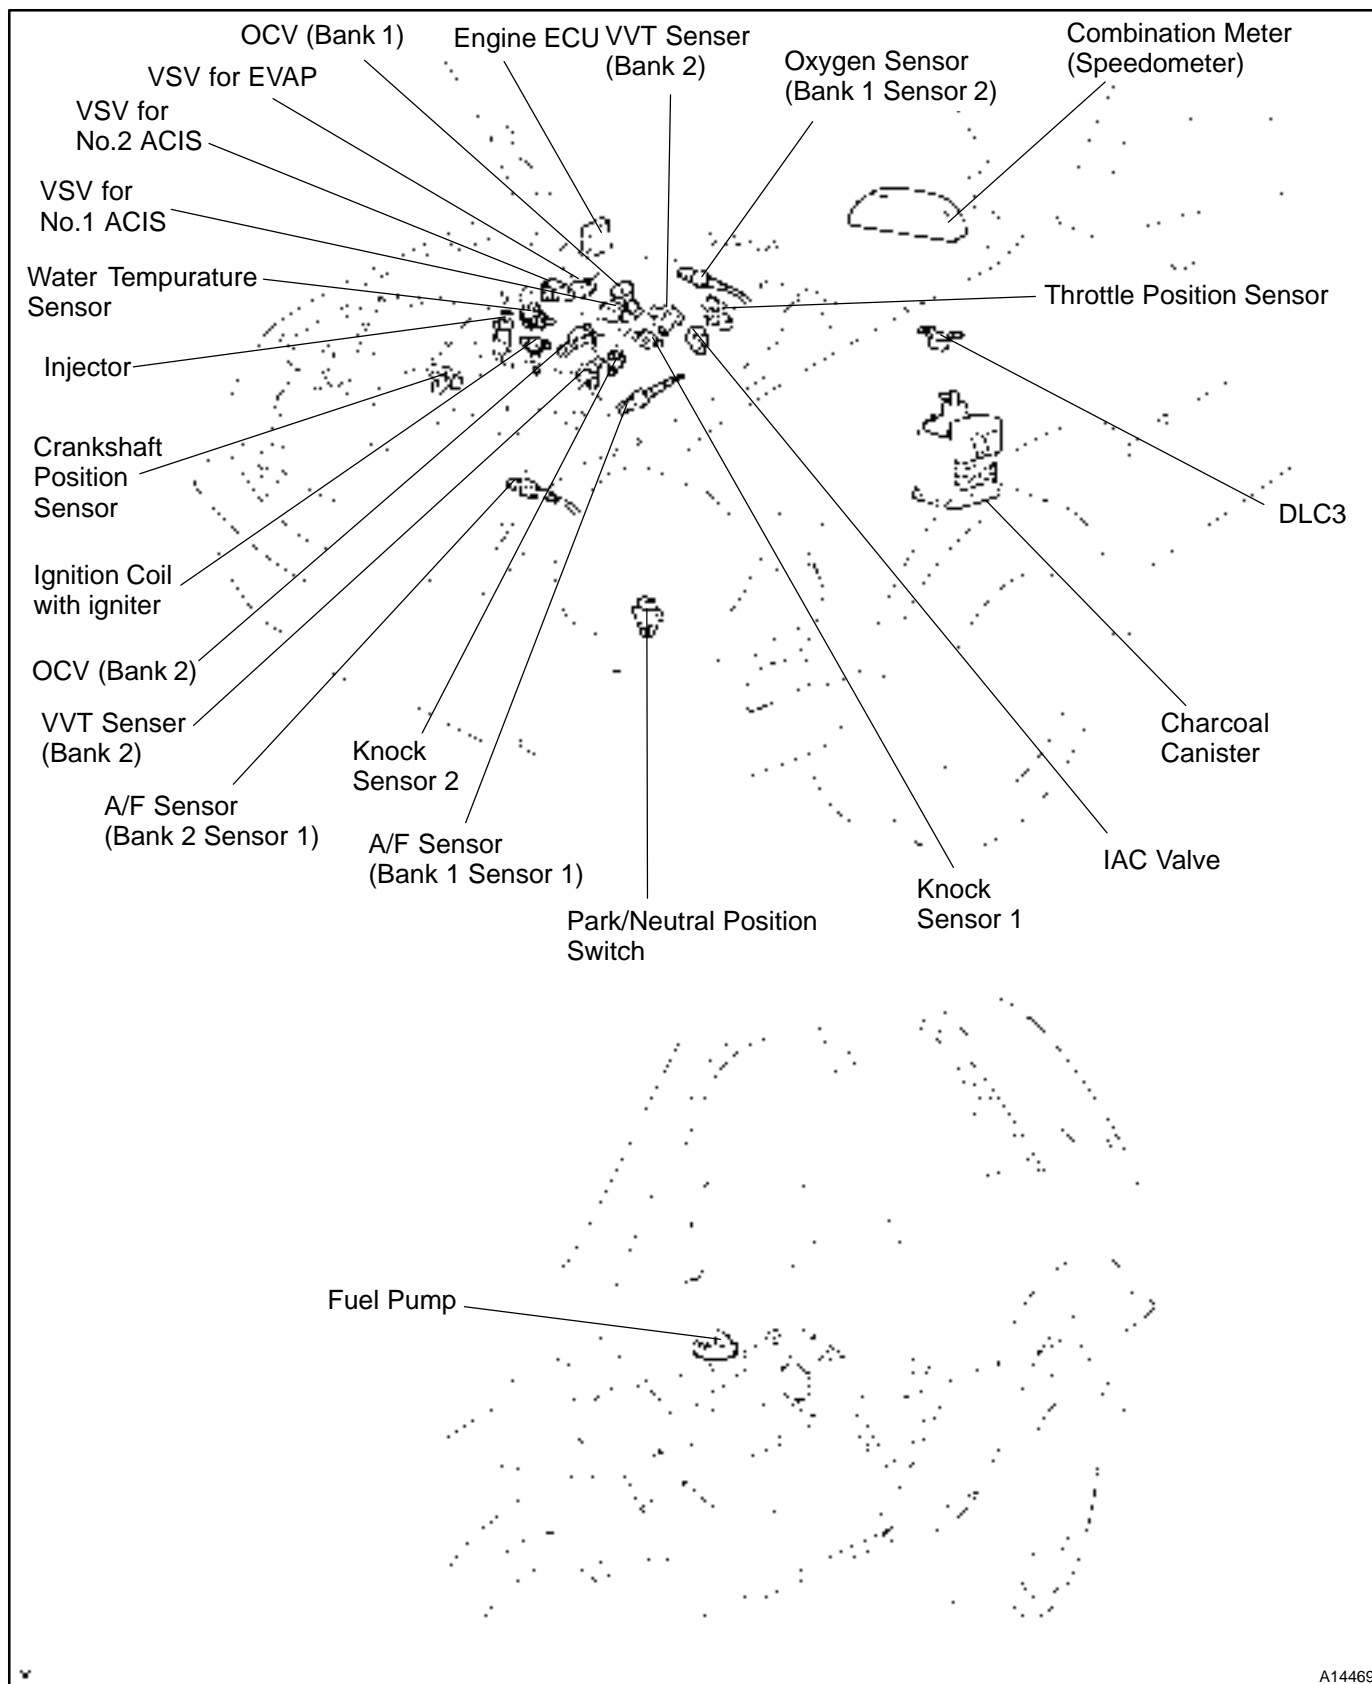 OCV (Bank 1)
Engine ECU
VVT Senser
(Bank 2)
Combination Meter
(Speedometer)
Oxygen Sensor
(Bank 1 Sensor 2)
VSV for EVAP
VSV for
No.2 ACIS
VSV for
No.1 ACIS
Water Tempurature
Sensor
Throttle Position Sensor
Injector
Crankshaft
Position
Sensor
DLC3
Ignition Coil
with igniter
OCV (Bank 2)
VVT Senser
(Bank 2)
Knock
Sensor 2
Charcoal
Canister
A/F Sensor
(Bank 2 Sensor 1)
A/F Sensor
(Bank 1 Sensor 1)
IAC Valve
Knock
Sensor 1
Park/Neutral Position
Switch
Fuel Pump
A14469